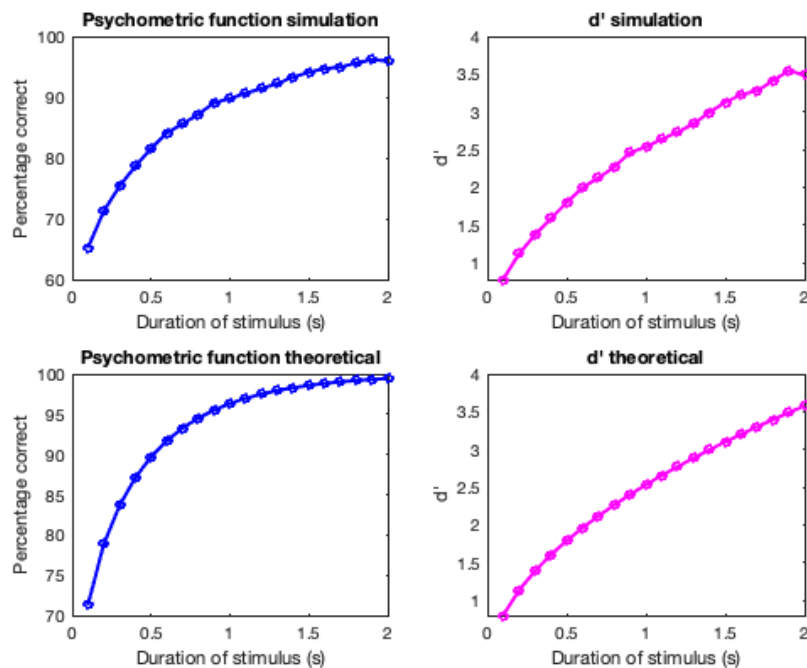 Psychometric function simulation
Percentage correct
100
90
80
70
60
0 0.5 1 1.5 2
Duration of stimulus (s)
d' simulation
d'
4
3.5
3
2.5
2
1.5
1
0 0.5 1 1.5 2
Duration of stimulus (s)
Psychometric function theoretical
Percentage correct
100
95
90
85
80
75
70
0 0.5 1 1.5 2
Duration of stimulus (s)
d' theoretical
d'
4
3.5
3
2.5
2
1.5
1
0 0.5 1 1.5 2
Duration of stimulus (s)